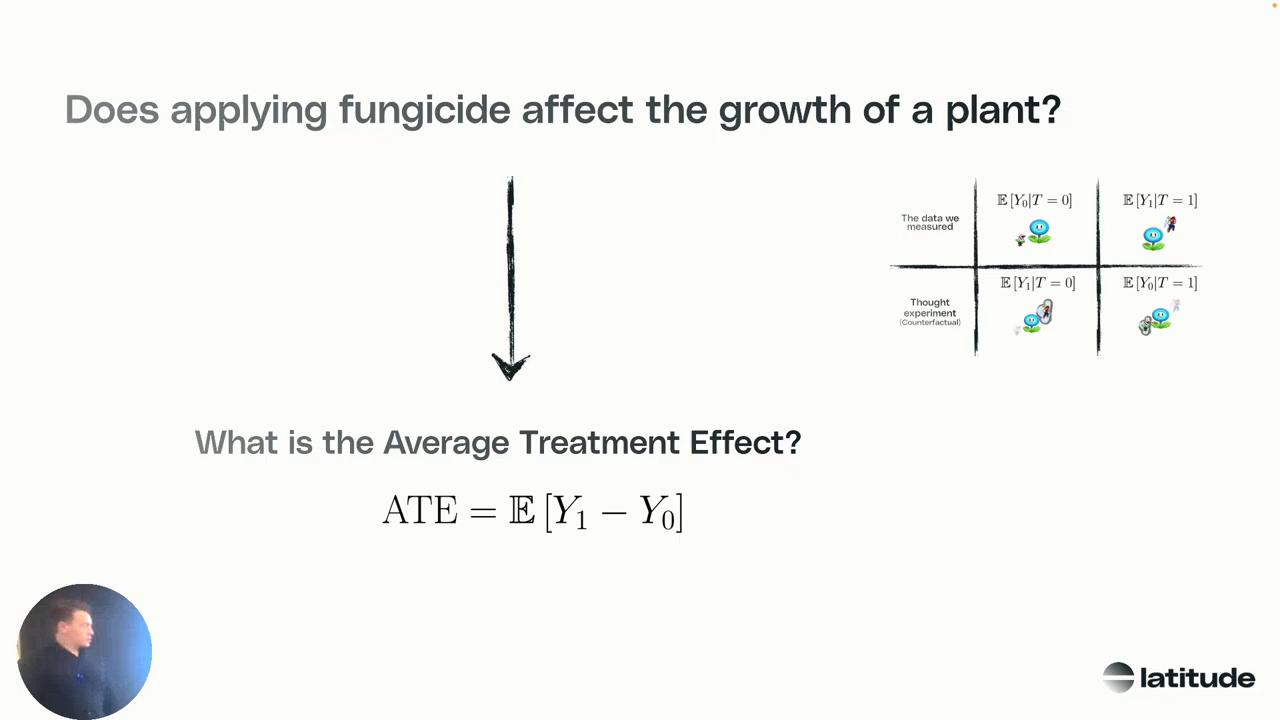 Does applying fungicide affect the growth of a plant?
The data we
measured
𝔼 [Y₀|T = 0]
𝔼 [Y₁|T = 1]
Thought
experiment
(Counterfactual)
𝔼 [Y₁|T = 0]
𝔼 [Y₀|T = 1]
What is the Average Treatment Effect?
ATE = 𝔼 [Y₁ − Y₀]
latitude